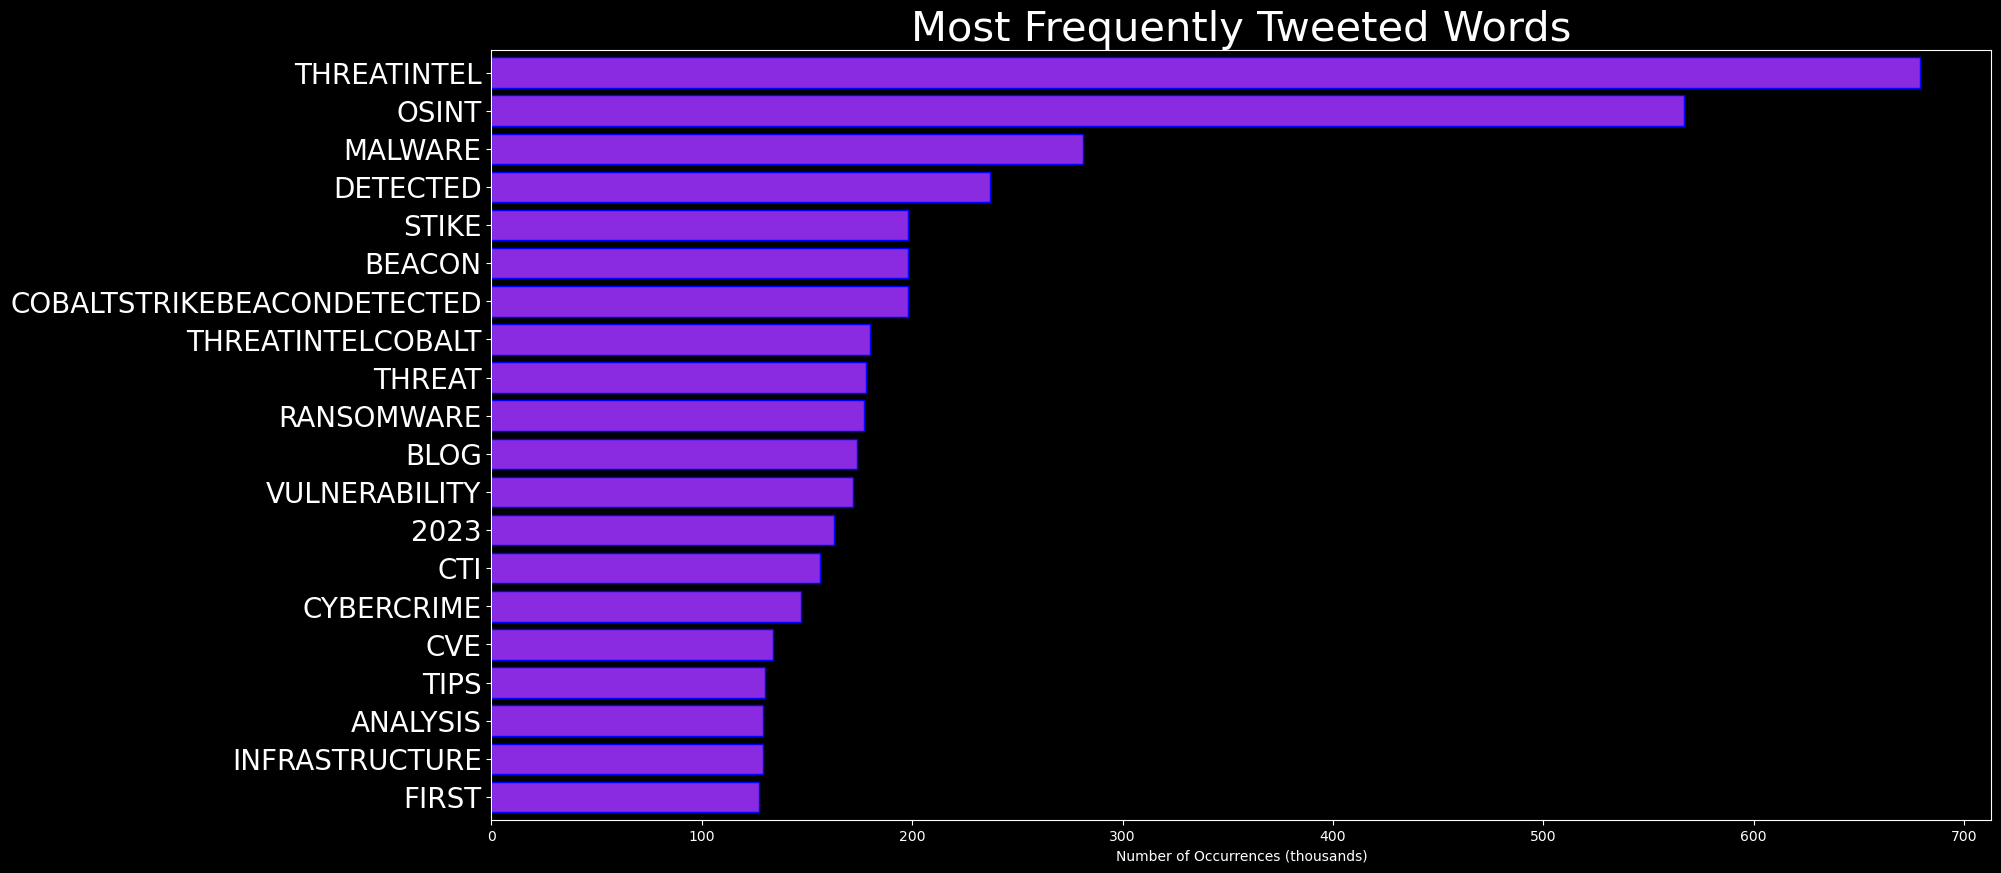 Most Frequently Tweeted Words
THREATINTEL
OSINT
MALWARE
DETECTED
STIKE
BEACON
COBALTSTRIKEBEACONDETECTED
THREATINTELCOBALT
THREAT
RANSOMWARE
BLOG
VULNERABILITY
2023
CTI
CYBERCRIME
CVE
TIPS
ANALYSIS
INFRASTRUCTURE
FIRST
0 100 200 300 400 500 600 700
Number of Occurrences (thousands)